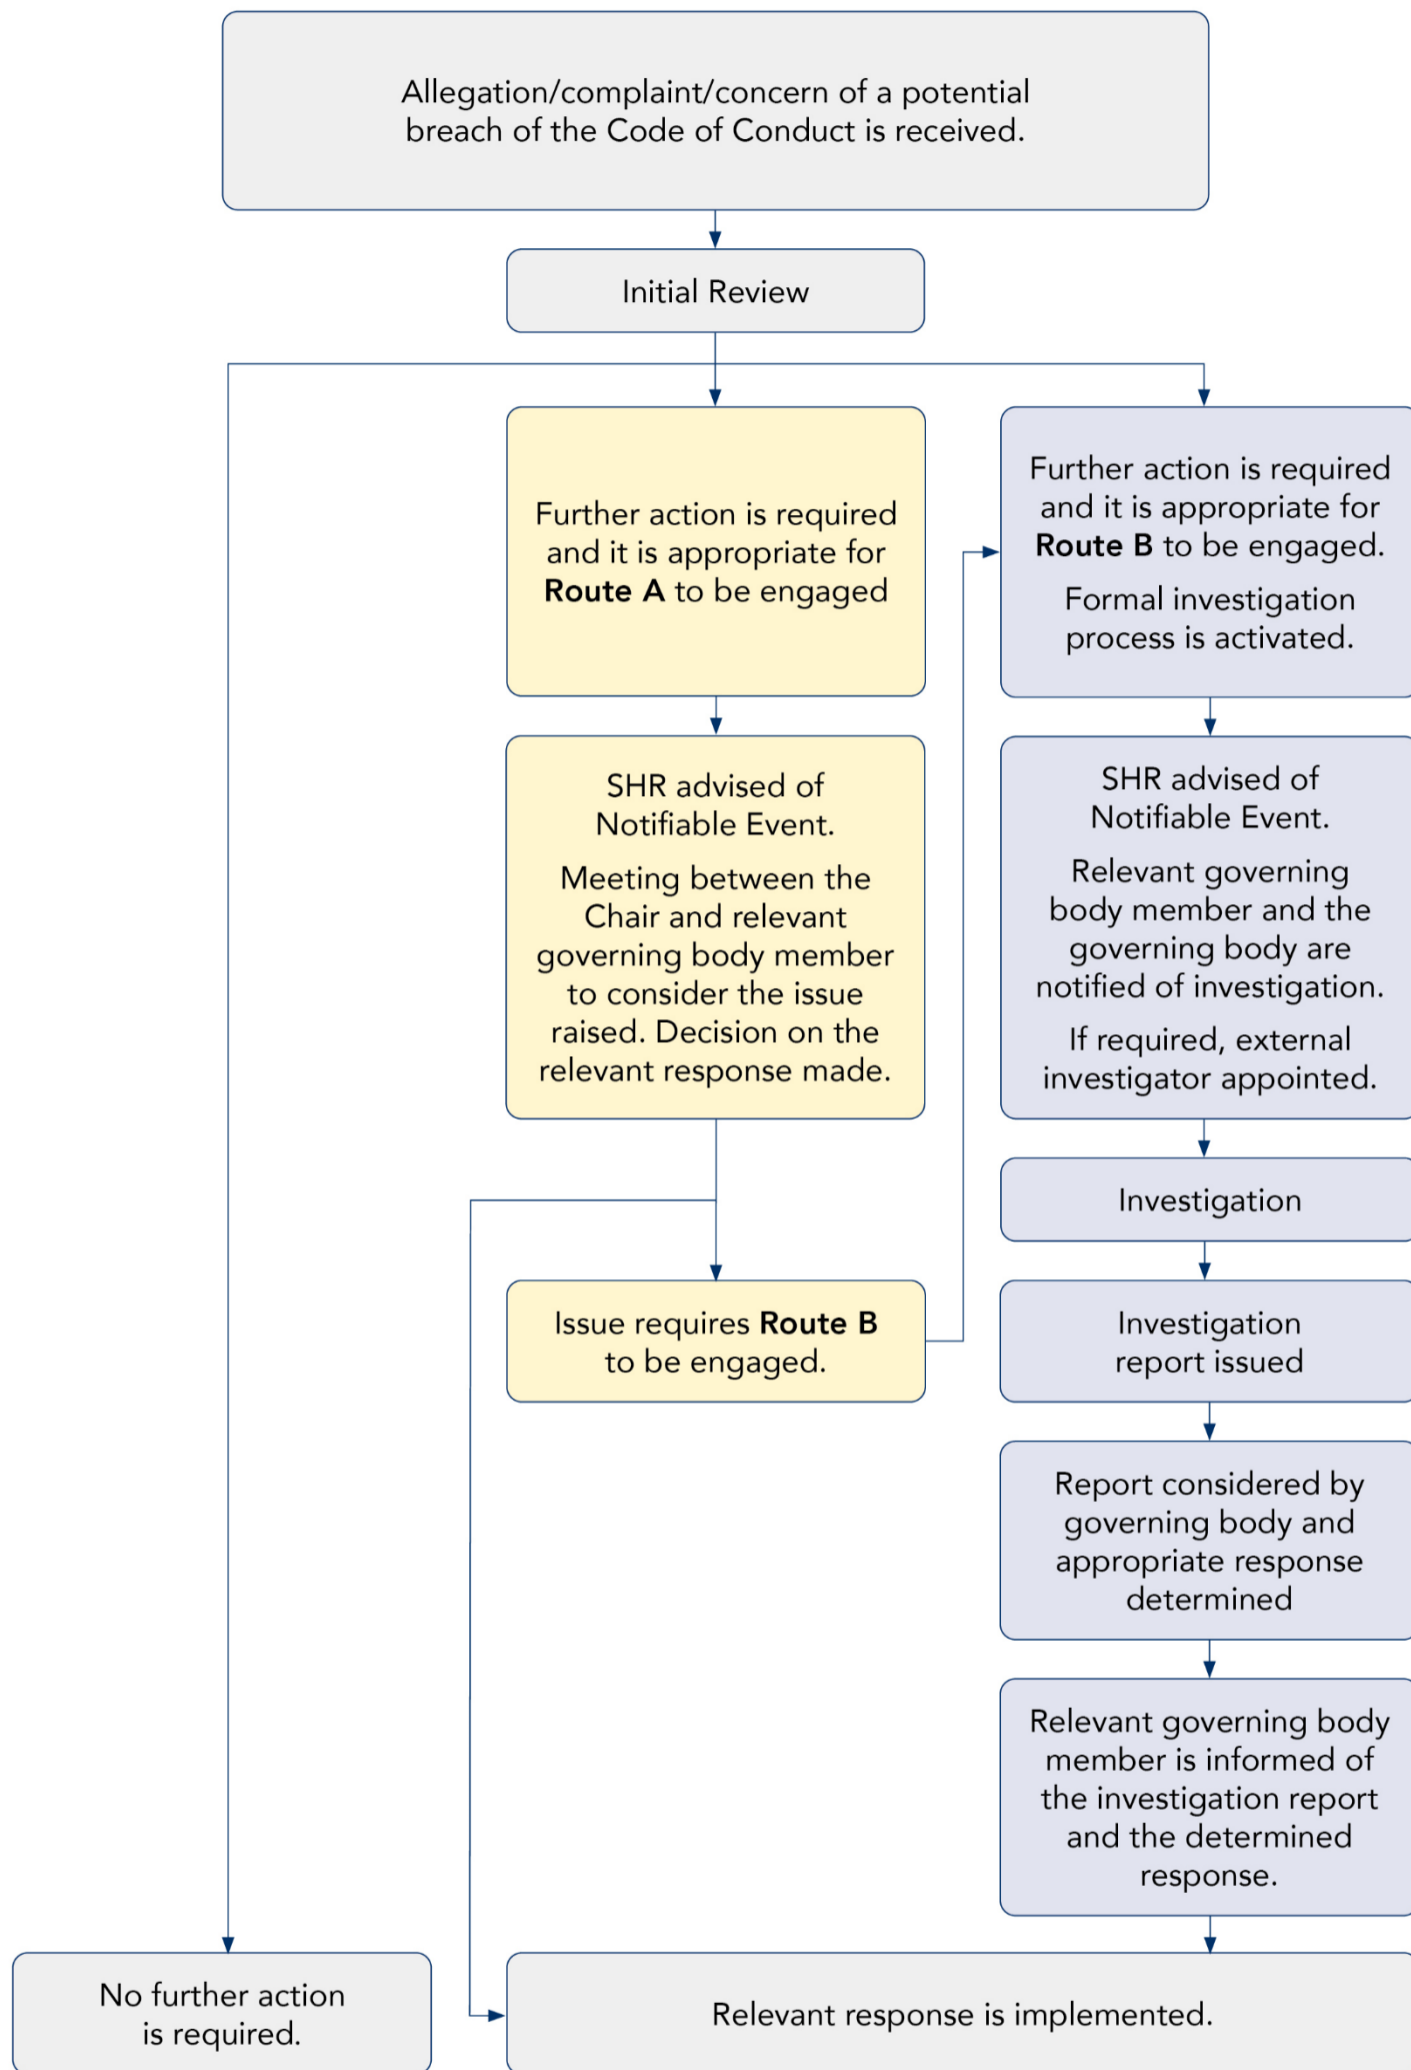 Allegation/complaint/concern of a potential
breach of the Code of Conduct is received.
Initial Review
Further action is required
and it is appropriate for
Route A to be engaged
Further action is required
and it is appropriate for
Route B to be engaged.
Formal investigation
process is activated.
SHR advised of
Notifiable Event.
Meeting between the
Chair and relevant
governing body member
to consider the issue
raised. Decision on the
relevant response made.
SHR advised of
Notifiable Event.
Relevant governing
body member and the
governing body are
notified of investigation.
If required, external
investigator appointed.
Investigation
Issue requires Route B
to be engaged.
Investigation
report issued
Report considered by
governing body and
appropriate response
determined
Relevant governing body
member is informed of
the investigation report
and the determined
response.
No further action
is required.
Relevant response is implemented.